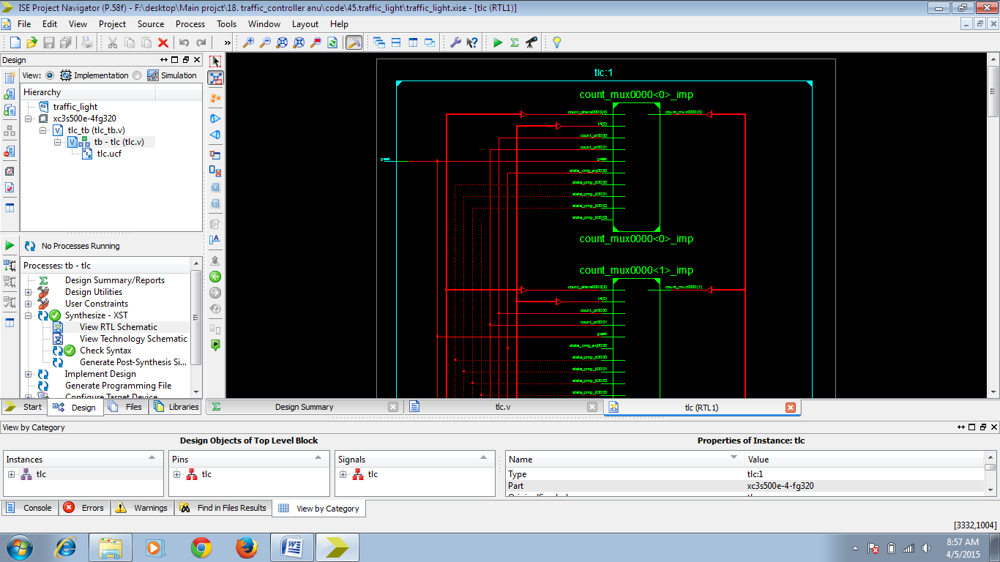 ISE Project Navigator (P.58f) - F:\desktop\Main projct\18. traffic_controller anu\code\45.traffic_light\traffic_light.xise - [tlc (RTL1)]
File Edit View Project Source Process Tools Window Layout Help
Design
View: Implementation Simulation
Hierarchy
traffic_light
xc3s500e-4fg320
tlc_tb (tlc_tb.v)
tb - tlc (tlc.v)
tlc.ucf
No Processes Running
Processes: tb - tlc
Design Summary/Reports
Design Utilities
User Constraints
Synthesize - XST
View RTL Schematic
View Technology Schematic
Check Syntax
Generate Post-Synthesis Si...
Implement Design
Generate Programming File
Configure Target Device
Start Design Files Libraries
tlc:1
count_mux0000<0>_imp
count_share0000(4) count_mux0000(0)
t4(0)
count_or0000
count_or0001
peak peak
state_cmp_eq0000
state_cmp_lt0000
state_cmp_lt0001
state_cmp_lt0002
state_cmp_lt0003
count_mux0000<0>_imp
count_mux0000<1>_imp
count_share0000(3) count_mux0000(1)
t4(0)
count_or0000
count_or0001
peak
state_cmp_eq0000
state_cmp_lt0000
state_cmp_lt0001
state_cmp_lt0002
state_cmp_lt0003
Design Summary tlc.v tlc (RTL1)
View by Category
Design Objects of Top Level Block Properties of Instance: tlc
Instances Pins Signals Name Value
tlc tlc tlc Type tlc:1
Part xc3s500e-4-fg320
Console Errors Warnings Find in Files Results View by Category
[3332,1004]
8:57 AM
4/5/2015